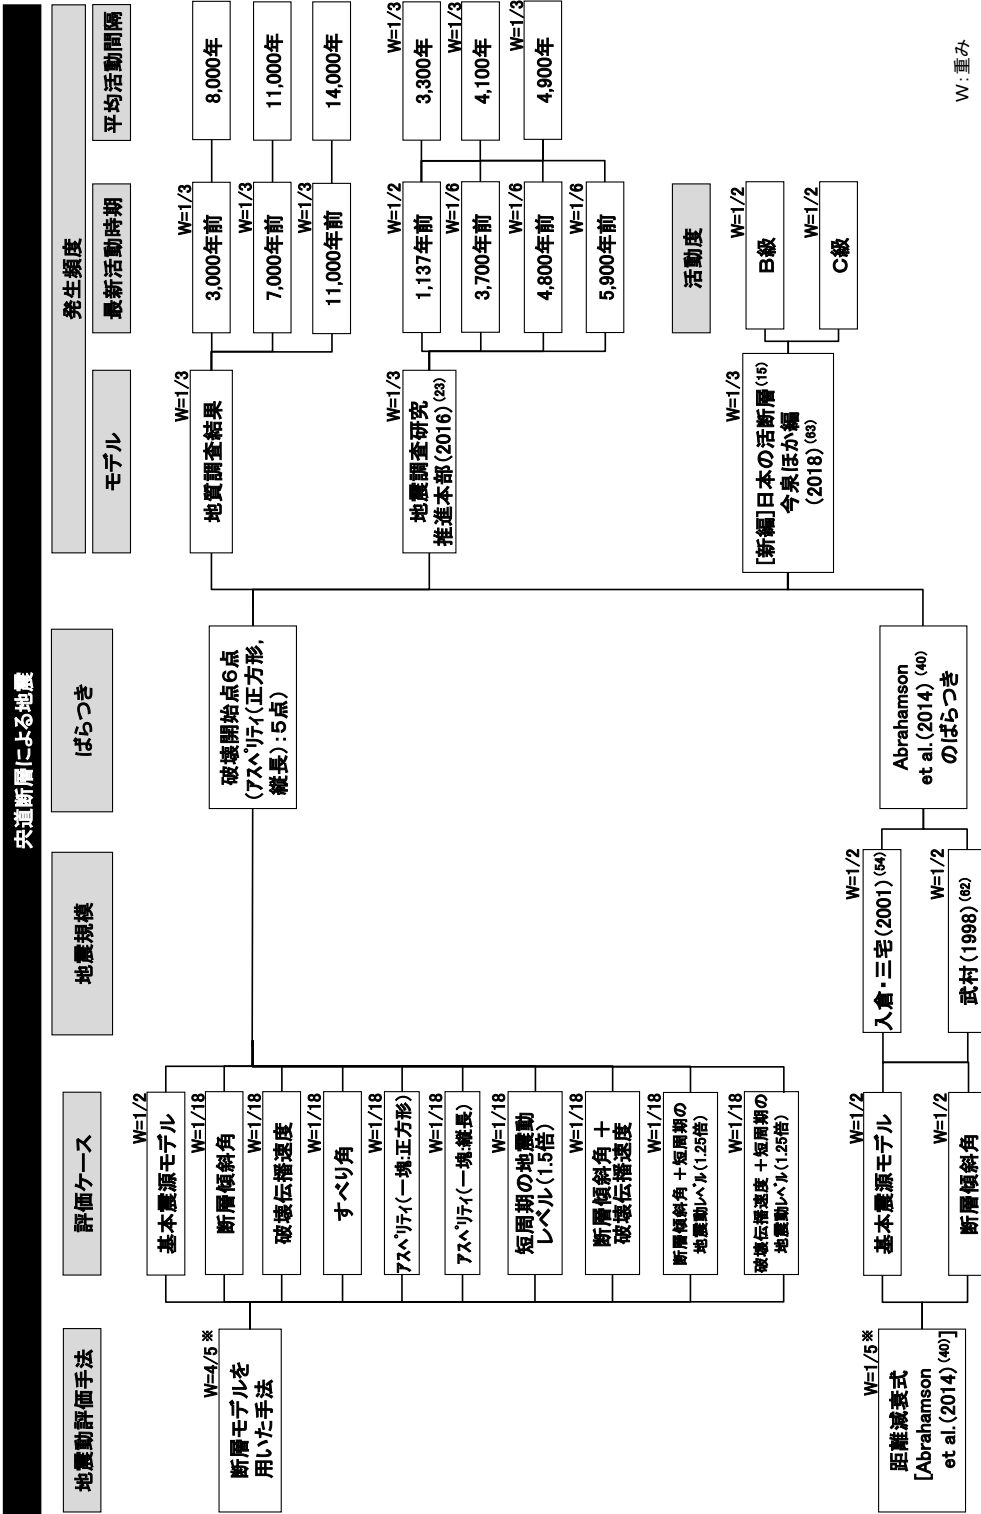 宍道断層による地震
地震動評価手法
評価ケース
地震規模
ばらつき
発生頻度
モデル
最新活動時期
平均活動間隔
W=4/5※
断層モデルを
用いた手法
W=1/2
基本震源モデル
W=1/18
断層傾斜角
W=1/18
破壊伝播速度
W=1/18
すべり角
W=1/18
アスペリティ(一塊:正方形)
W=1/18
アスペリティ(一塊:縦長)
W=1/18
短周期の地震動
レベル(1.5倍)
W=1/18
断層傾斜角 +
破壊伝播速度
W=1/18
断層傾斜角 +短周期の
地震動レベル(1.25倍)
W=1/18
破壊伝播速度 +短周期の
地震動レベル(1.25倍)
破壊開始点6点
(アスペリティ(正方形,
縦長):5点)
W=1/3
地質調査結果
W=1/3
3,000年前
8,000年
W=1/3
7,000年前
11,000年
W=1/3
11,000年前
14,000年
W=1/3
地震調査研究
推進本部(2016)(23)
W=1/2
1,137年前
W=1/6
3,700年前
W=1/6
4,800年前
W=1/6
5,900年前
W=1/3
3,300年
W=1/3
4,100年
W=1/3
4,900年
活動度
W=1/3
[新編]日本の活断層(15)
今泉ほか編
(2018)(63)
W=1/2
B級
W=1/2
C級
W=1/5※
距離減衰式
[Abrahamson
et al.(2014)(40)]
W=1/2
基本震源モデル
W=1/2
断層傾斜角
W=1/2
入倉・三宅(2001)(54)
W=1/2
武村(1998)(62)
Abrahamson
et al.(2014)(40)
のばらつき
W:重み